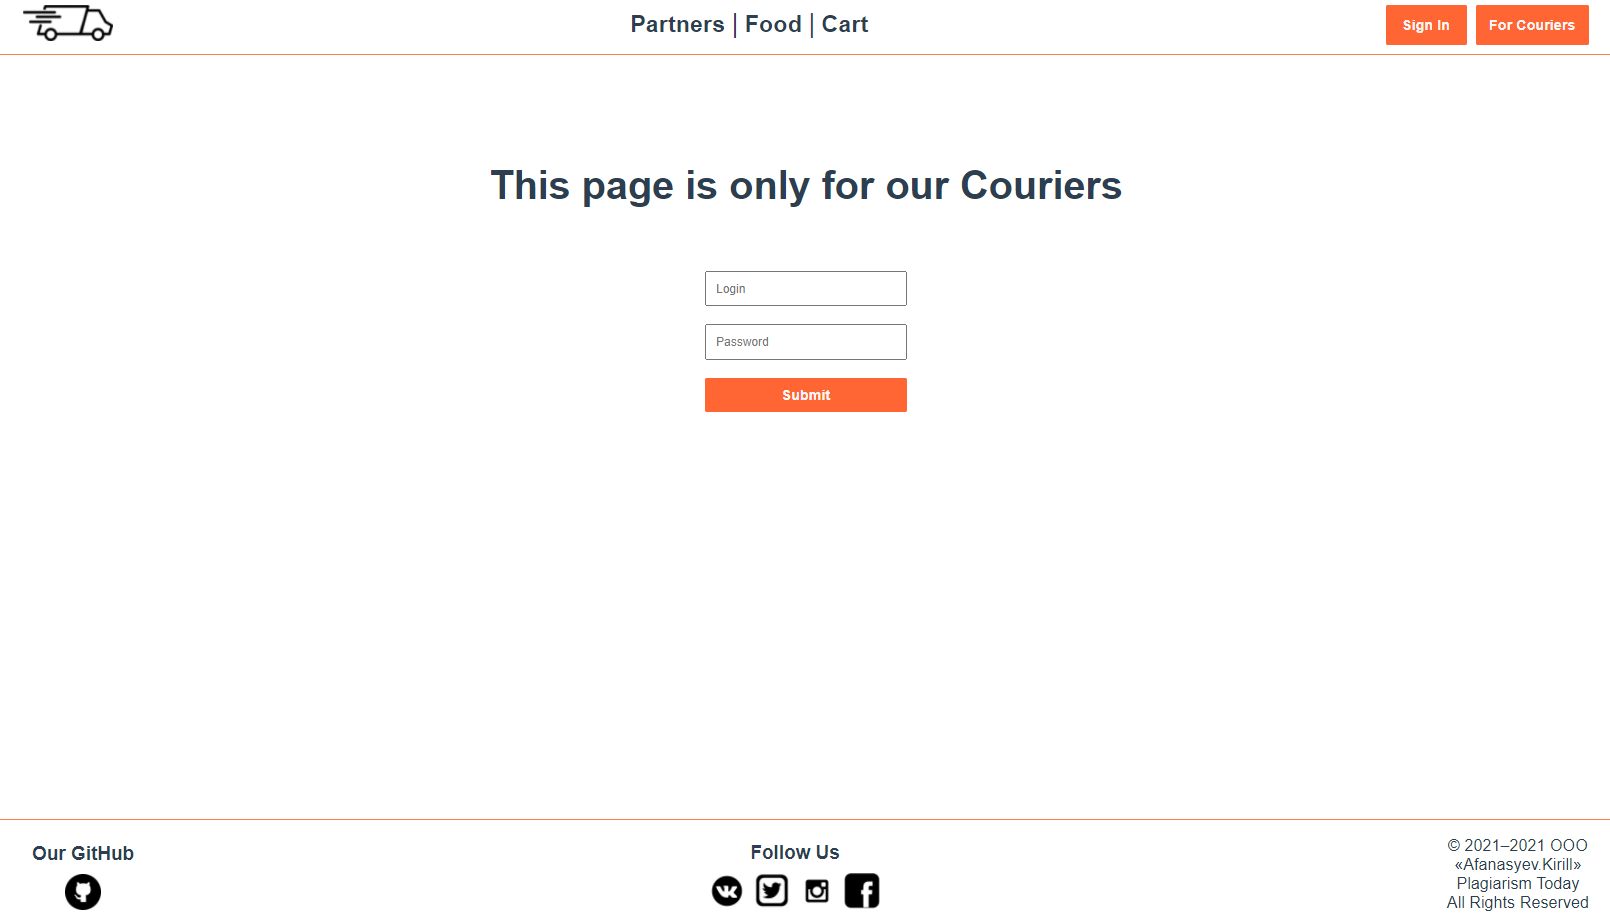 Partners | Food | Cart
Sign In
For Couriers
This page is only for our Couriers
Login
Password
Submit
Our GitHub
Follow Us
© 2021–2021 ООО
«Afanasyev.Kirill»
Plagiarism Today
All Rights Reserved